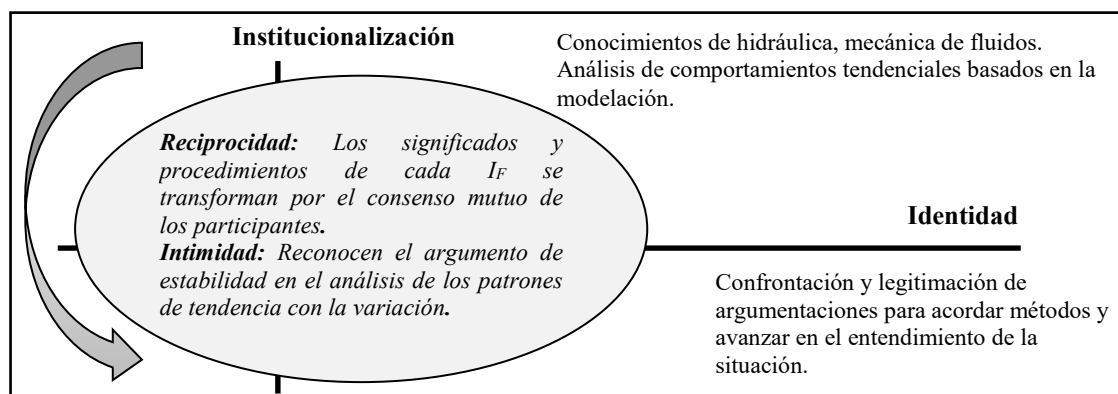 Institucionalización
Conocimientos de hidráulica, mecánica de fluidos.
Análisis de comportamientos tendenciales basados en la
modelación.
Reciprocidad: Los significados y
procedimientos de cada IF se
transforman por el consenso mutuo de
los participantes.
Intimidad: Reconocen el argumento de
estabilidad en el análisis de los patrones
de tendencia con la variación.
Identidad
Confrontación y legitimación de
argumentaciones para acordar métodos y
avanzar en el entendimiento de la
situación.